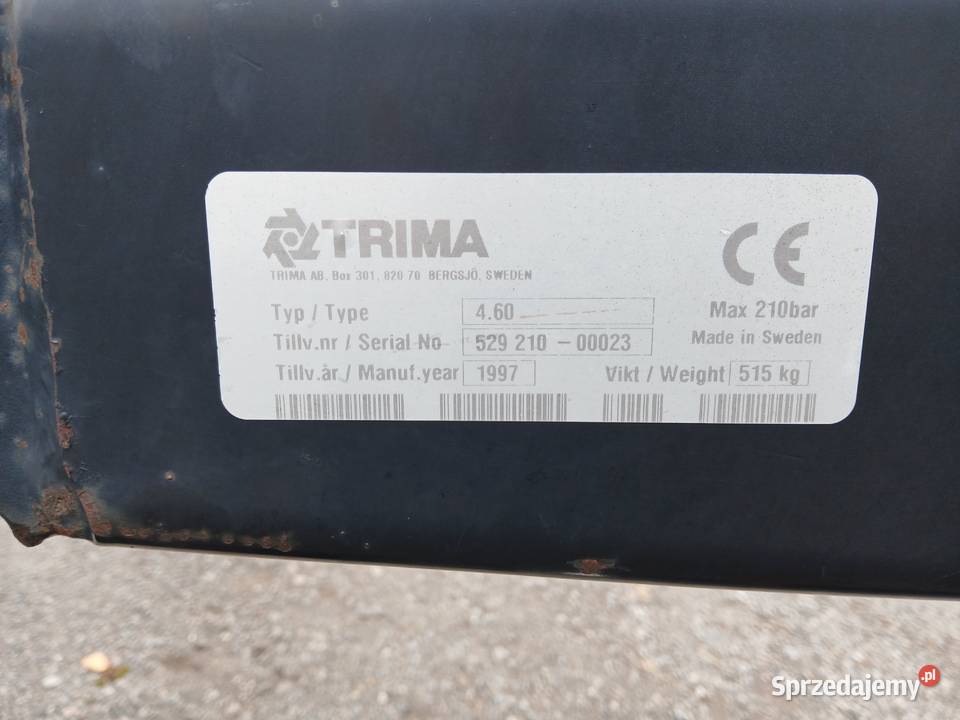 TRIMA
TRIMA AB, Box 301, 820 70 BERGSJÖ, SWEDEN
CE
Typ / Type 4.60 Max 210bar
Tillv.nr / Serial No 529 210 - 00023 Made in Sweden
Tillv.år / Manuf.year 1997 Vikt / Weight 515 kg
Sprzedajemy.pl